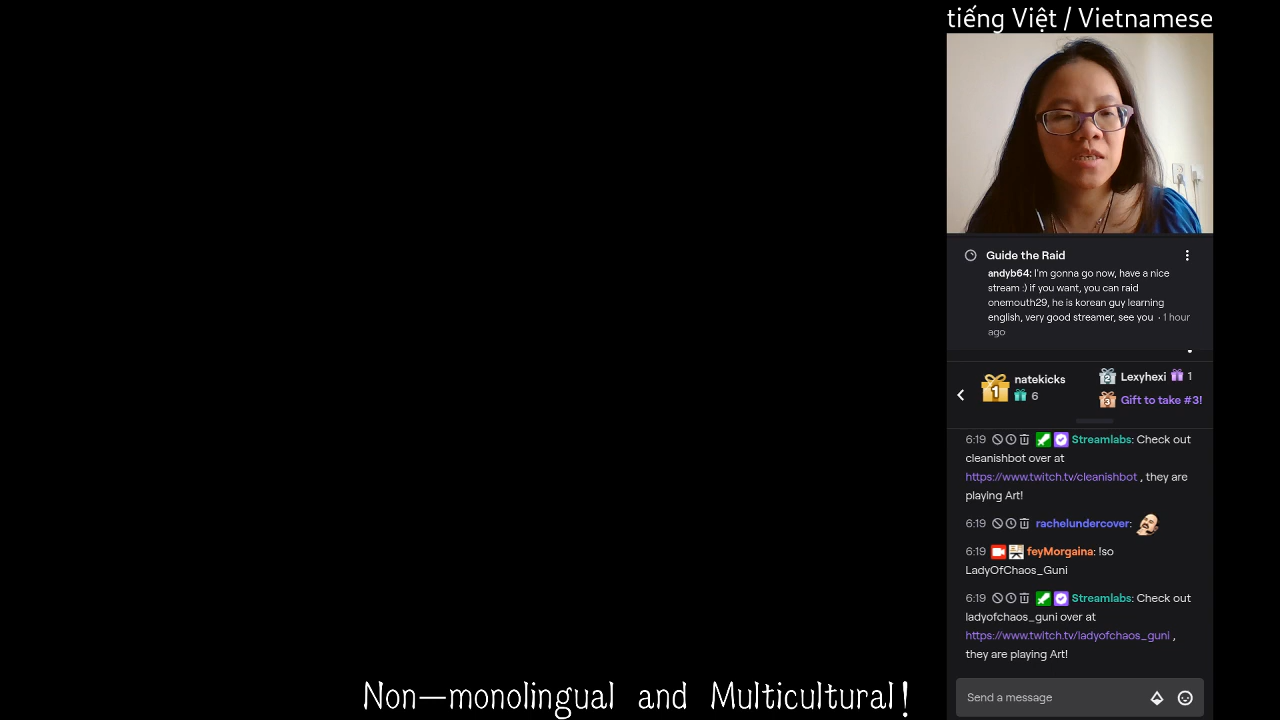 tiếng Việt / Vietnamese
Guide the Raid
andyb64: I'm gonna go now, have a nice
stream :) if you want, you can raid
onemouth29, he is korean guy learning
english, very good streamer, see you · 1 hour
ago
1
natekicks
6
2
Lexyhexi 1
3
Gift to take #3!
6:19 Streamlabs: Check out
cleanishbot over at
https://www.twitch.tv/cleanishbot , they are
playing Art!
6:19 rachelundercover:
6:19 feyMorgaina: !so
LadyOfChaos_Guni
6:19 Streamlabs: Check out
ladyofchaos_guni over at
https://www.twitch.tv/ladyofchaos_guni ,
they are playing Art!
Send a message
Non—monolingual and Multicultural!